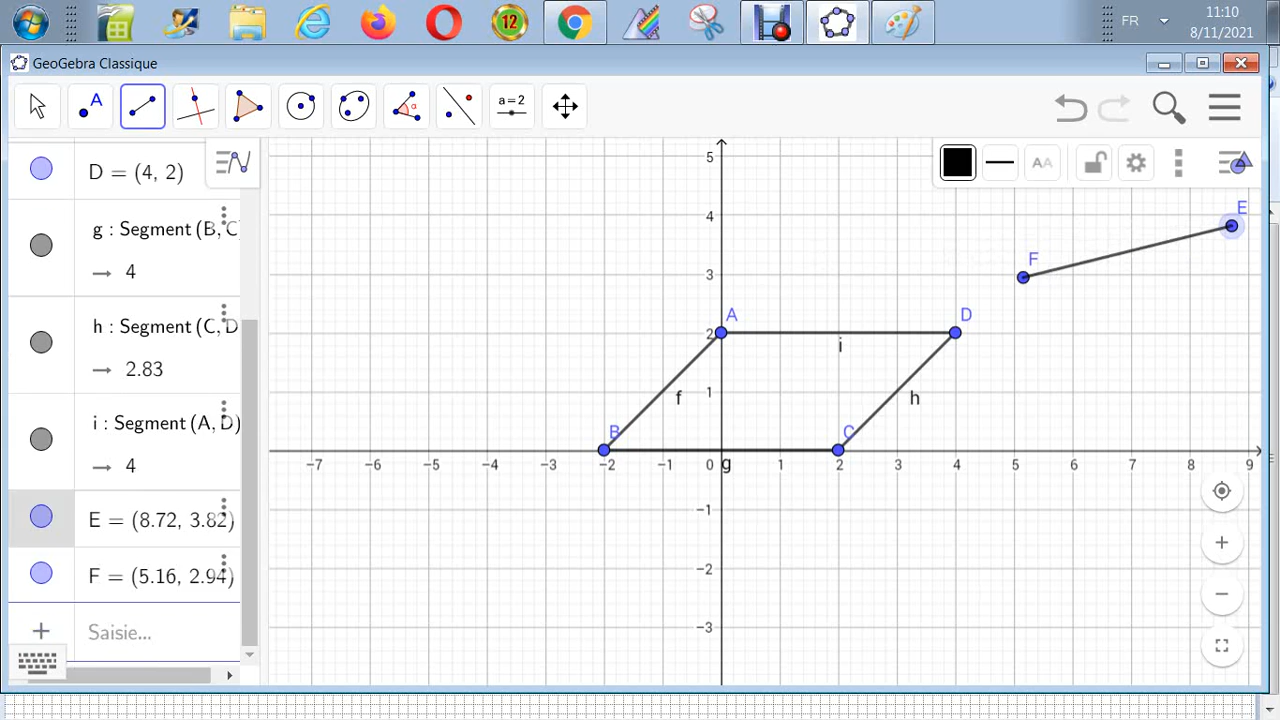 12
FR
11:10
8/11/2021
GeoGebra Classique
A
α
a=2
D = (4, 2)
g : Segment (B, C
→ 4
h : Segment (C, D
→ 2.83
i : Segment (A, D)
→ 4
E = (8.72, 3.82)
F = (5.16, 2.94)
+ Saisie...
AA
5
4
3
2
1
−1
−2
−3
−7 −6 −5 −4 −3 −2 −1 0 1 2 3 4 5 6 7 8 9
E
F
A
D
i
f
h
B
C
g